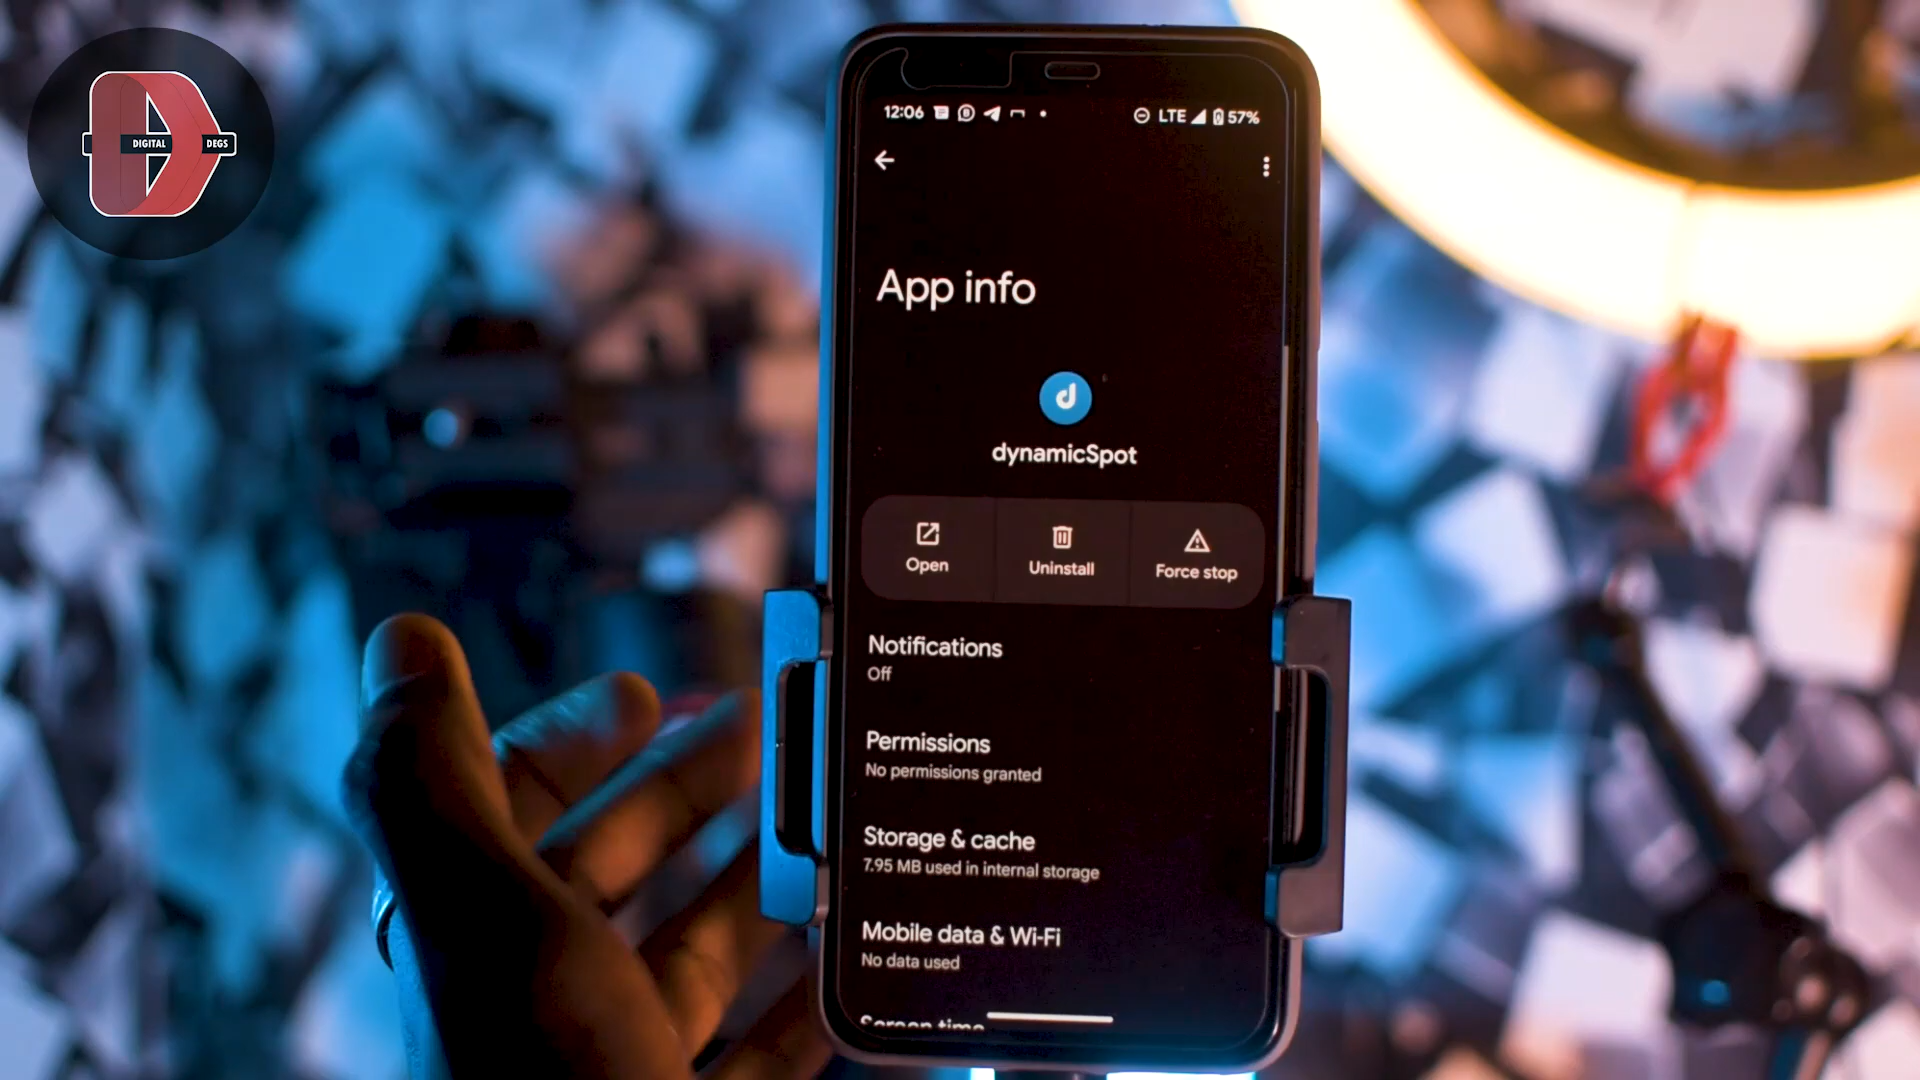 DIGITAL DEGS
12:06 LTE 57%
App info
dynamicSpot
Open Uninstall Force stop
Notifications
Off
Permissions
No permissions granted
Storage & cache
7.95 MB used in internal storage
Mobile data & Wi-Fi
No data used
Screen time